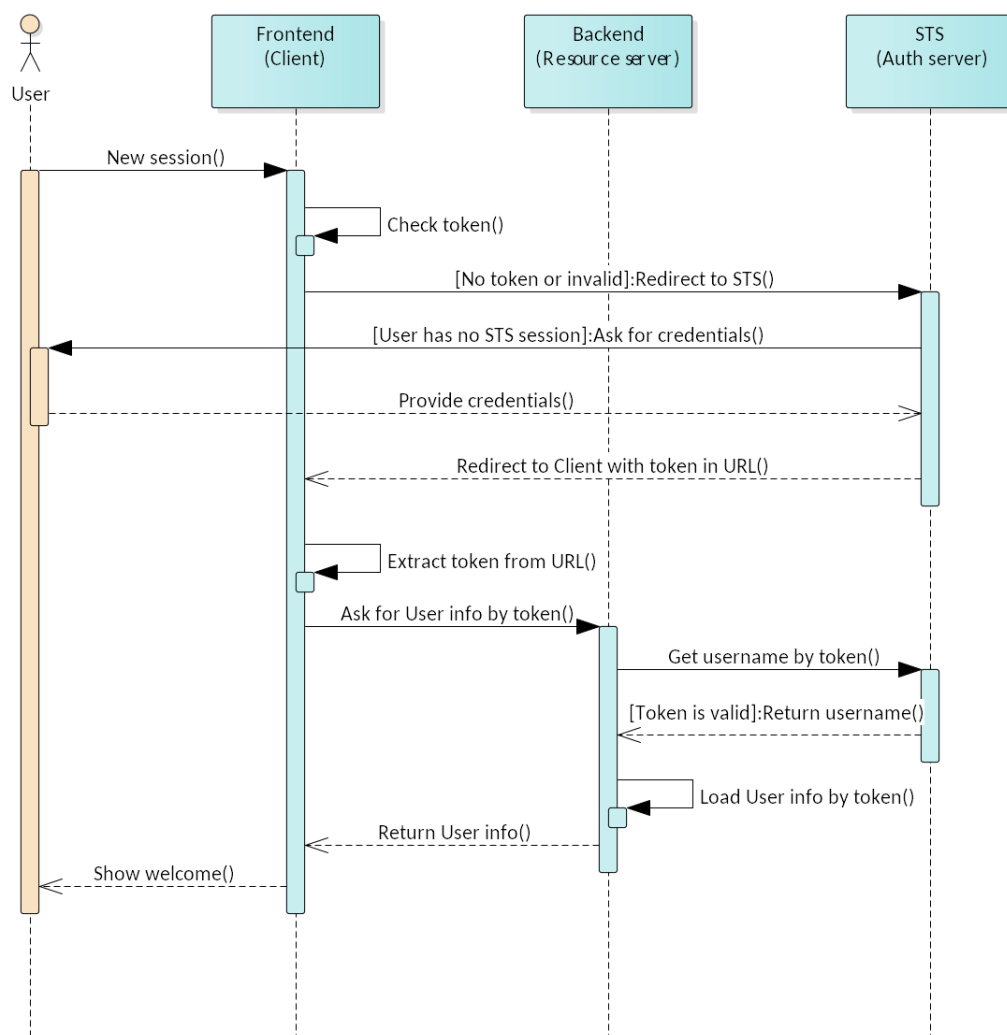 User
Frontend
(Client)
Backend
(Resource server)
STS
(Auth server)
New session()
Check token()
[No token or invalid]:Redirect to STS()
[User has no STS session]:Ask for credentials()
Provide credentials()
Redirect to Client with token in URL()
Extract token from URL()
Ask for User info by token()
Get username by token()
[Token is valid]:Return username()
Load User info by token()
Return User info()
Show welcome()